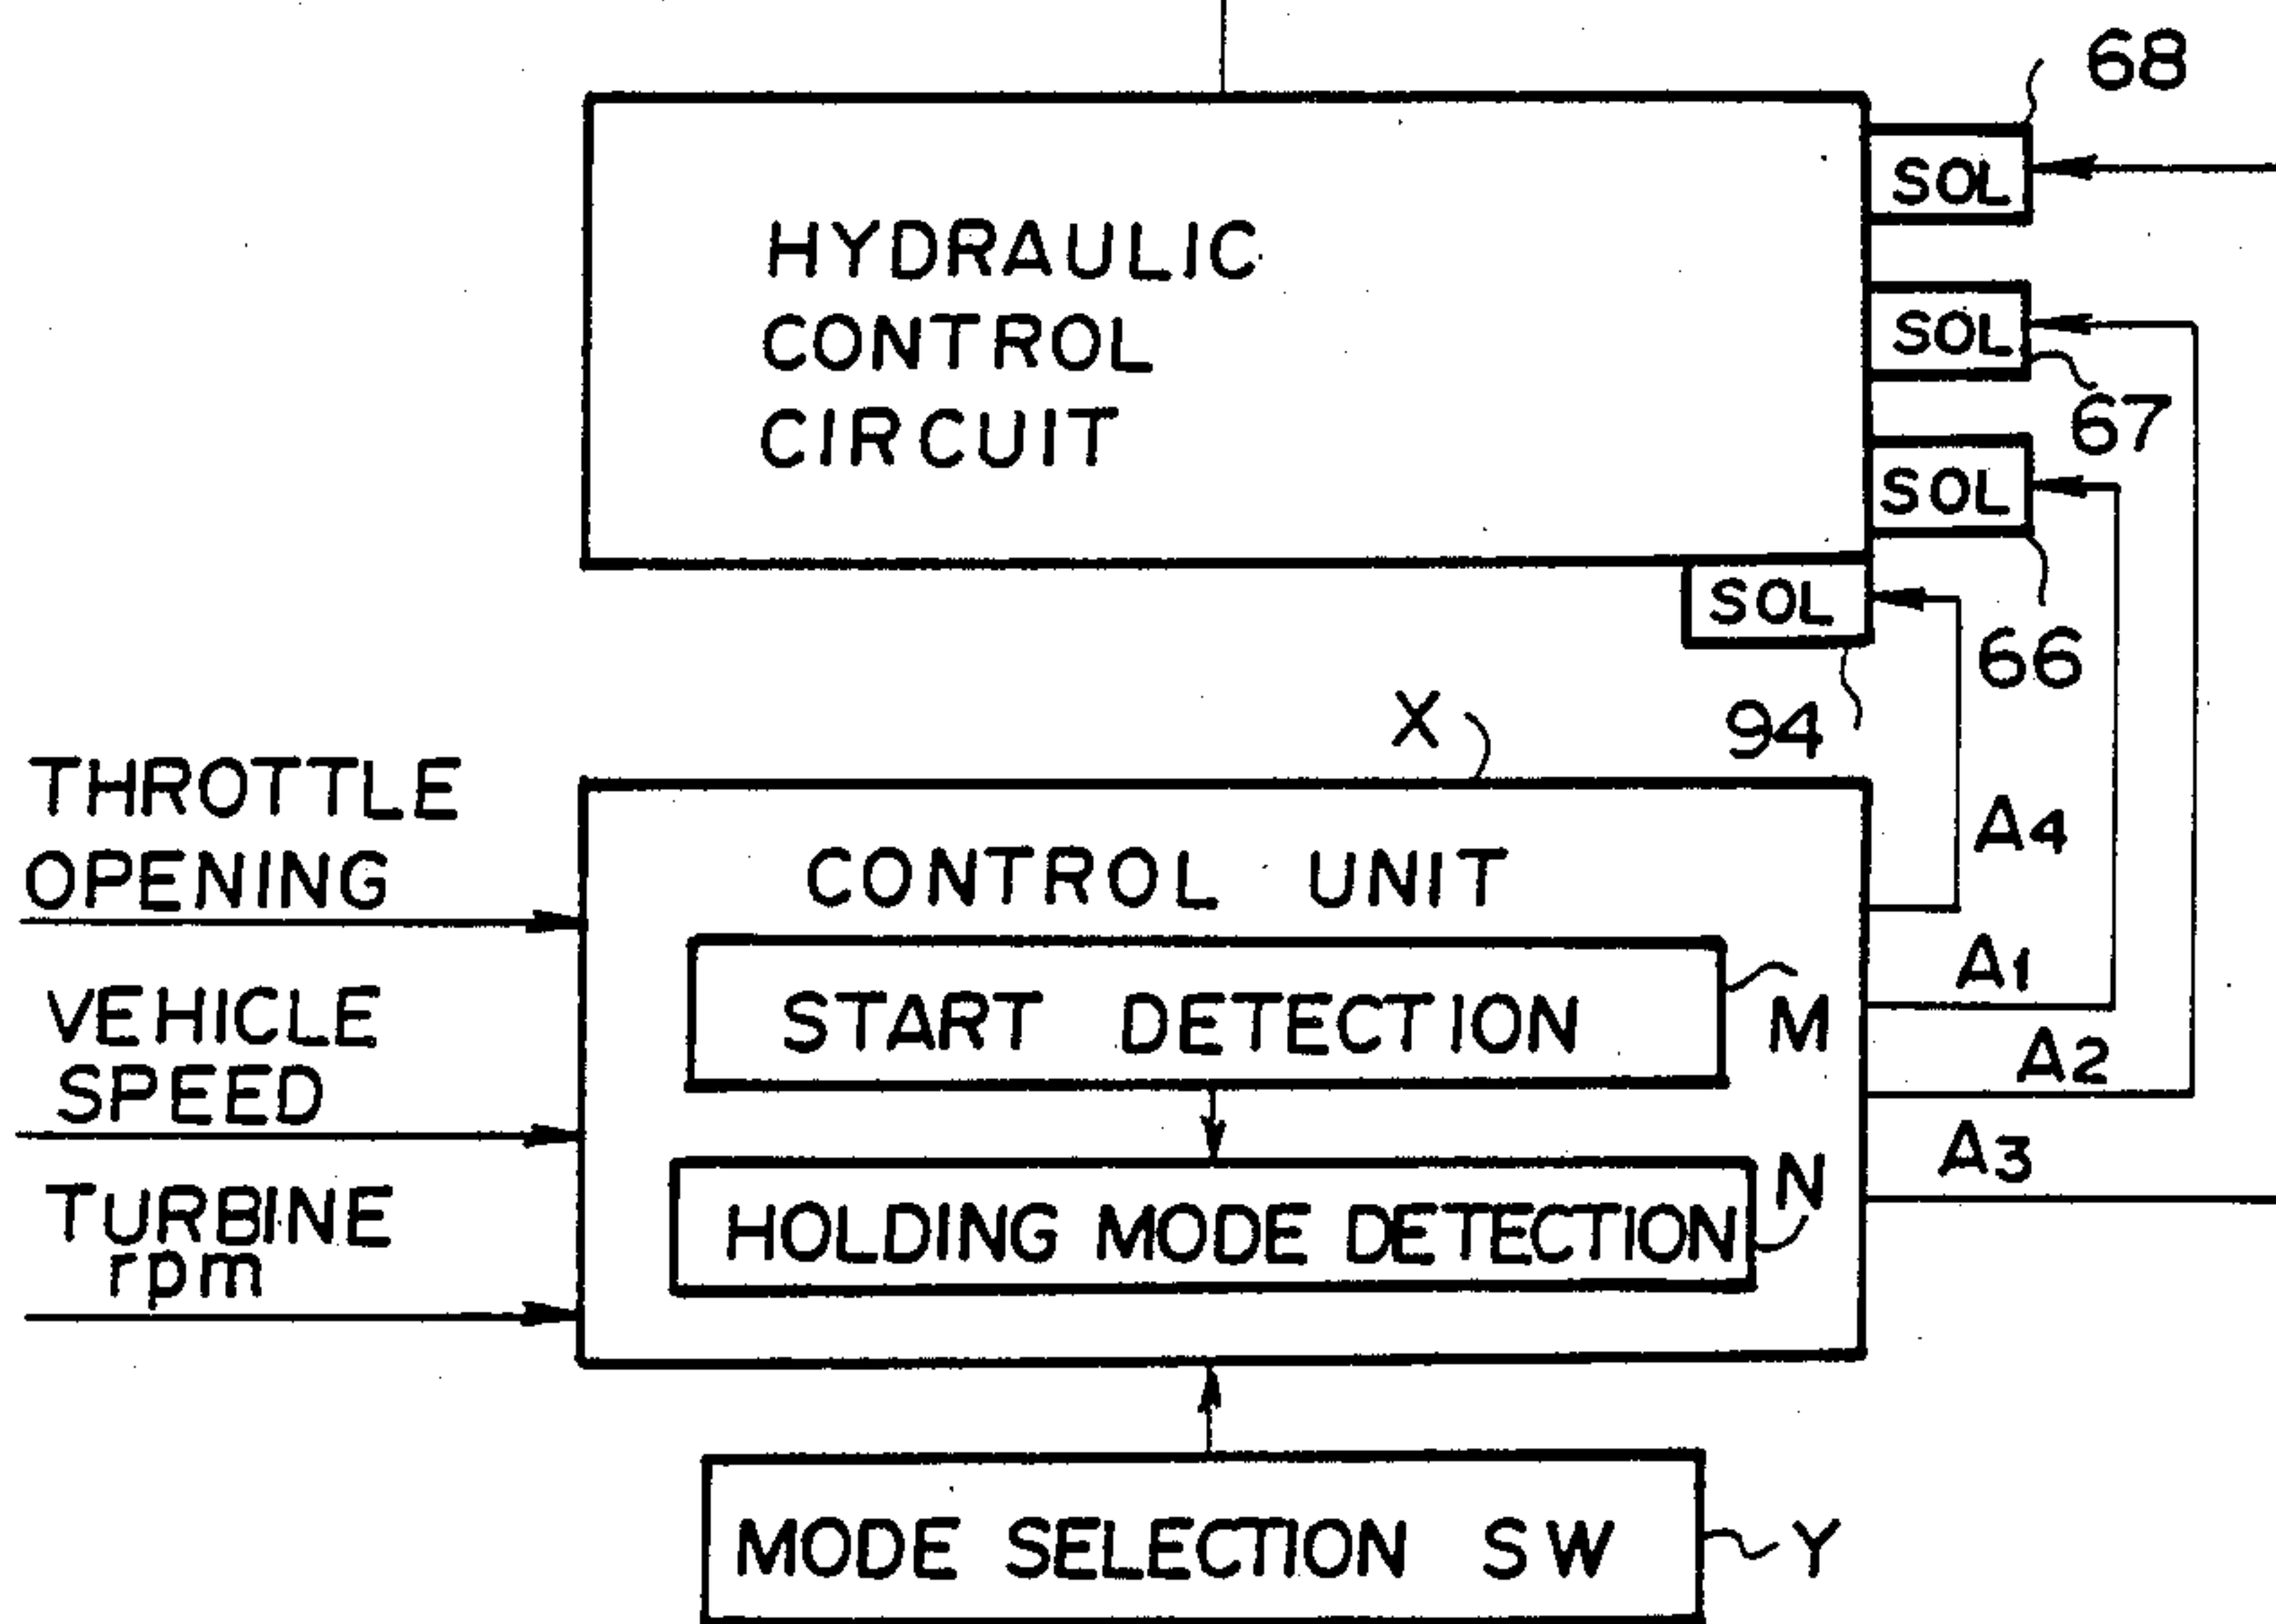 68
SOL
HYDRAULIC
CONTROL
CIRCUIT
SOL
67
SOL
SOL
66
94
X
THROTTLE
OPENING
CONTROL UNIT
A4
START DETECTION
M
A1
VEHICLE
SPEED
A2
A3
TURBINE
rpm
HOLDING MODE DETECTION
N
MODE SELECTION SW
Y